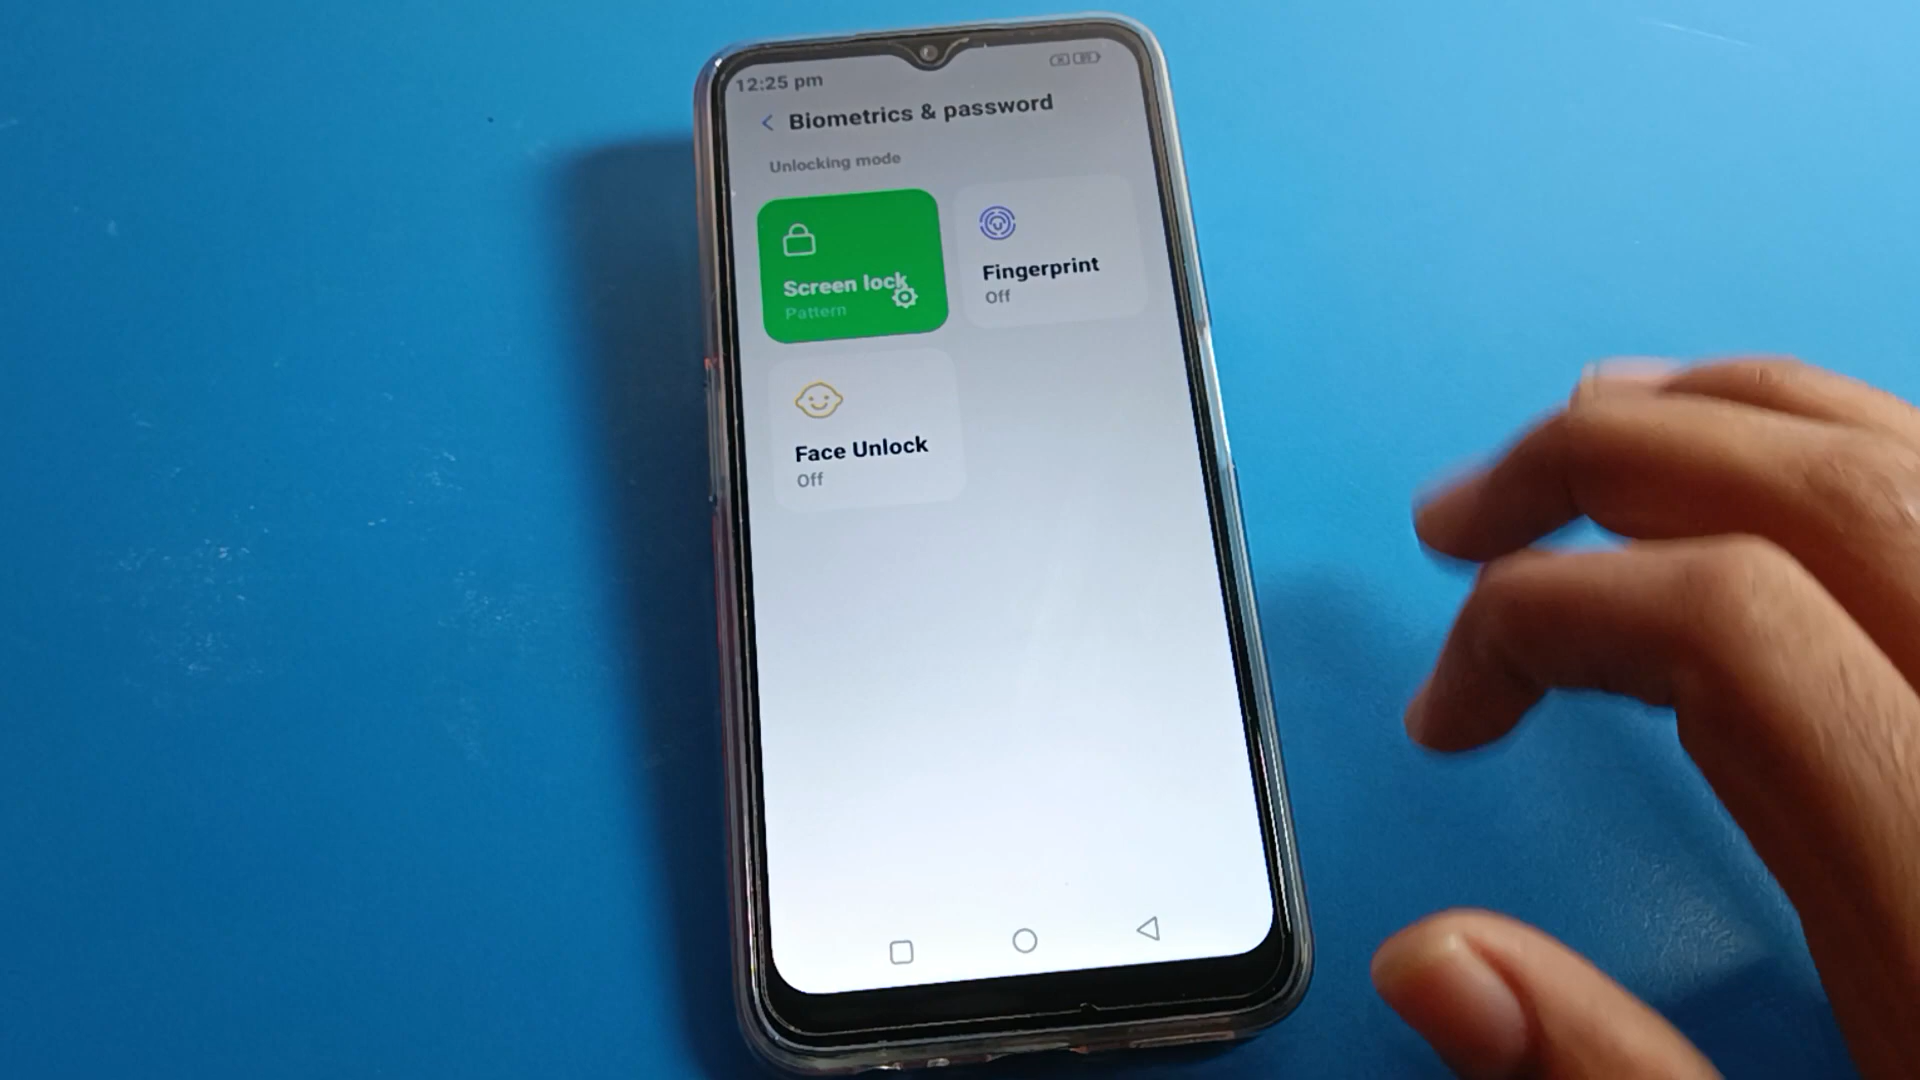 12:25 pm
Biometrics & password
Unlocking mode
Screen lock
Pattern
Fingerprint
Off
Face Unlock
Off